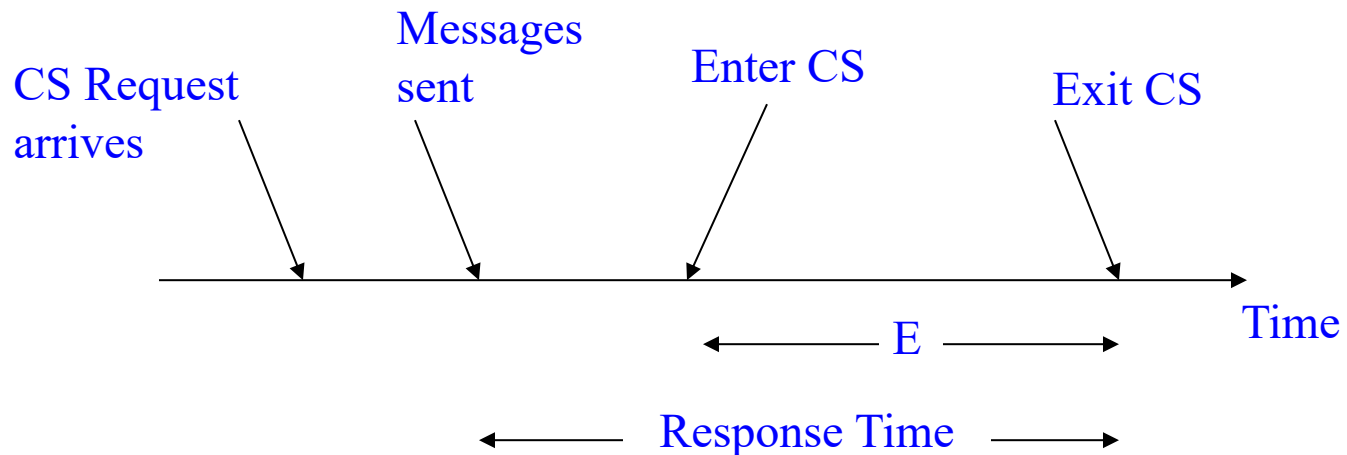 CS Request
arrives
Messages
sent
Enter CS
Exit CS
Time
E
Response Time